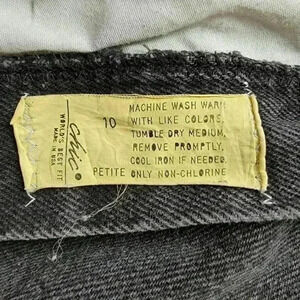 WORLD'S BEST FIT
MADE IN USA
chic®
10
PETITE
MACHINE WASH WARM
WITH LIKE COLORS,
TUMBLE DRY MEDIUM,
REMOVE PROMPTLY,
COOL IRON IF NEEDED.
ONLY NON-CHLORINE